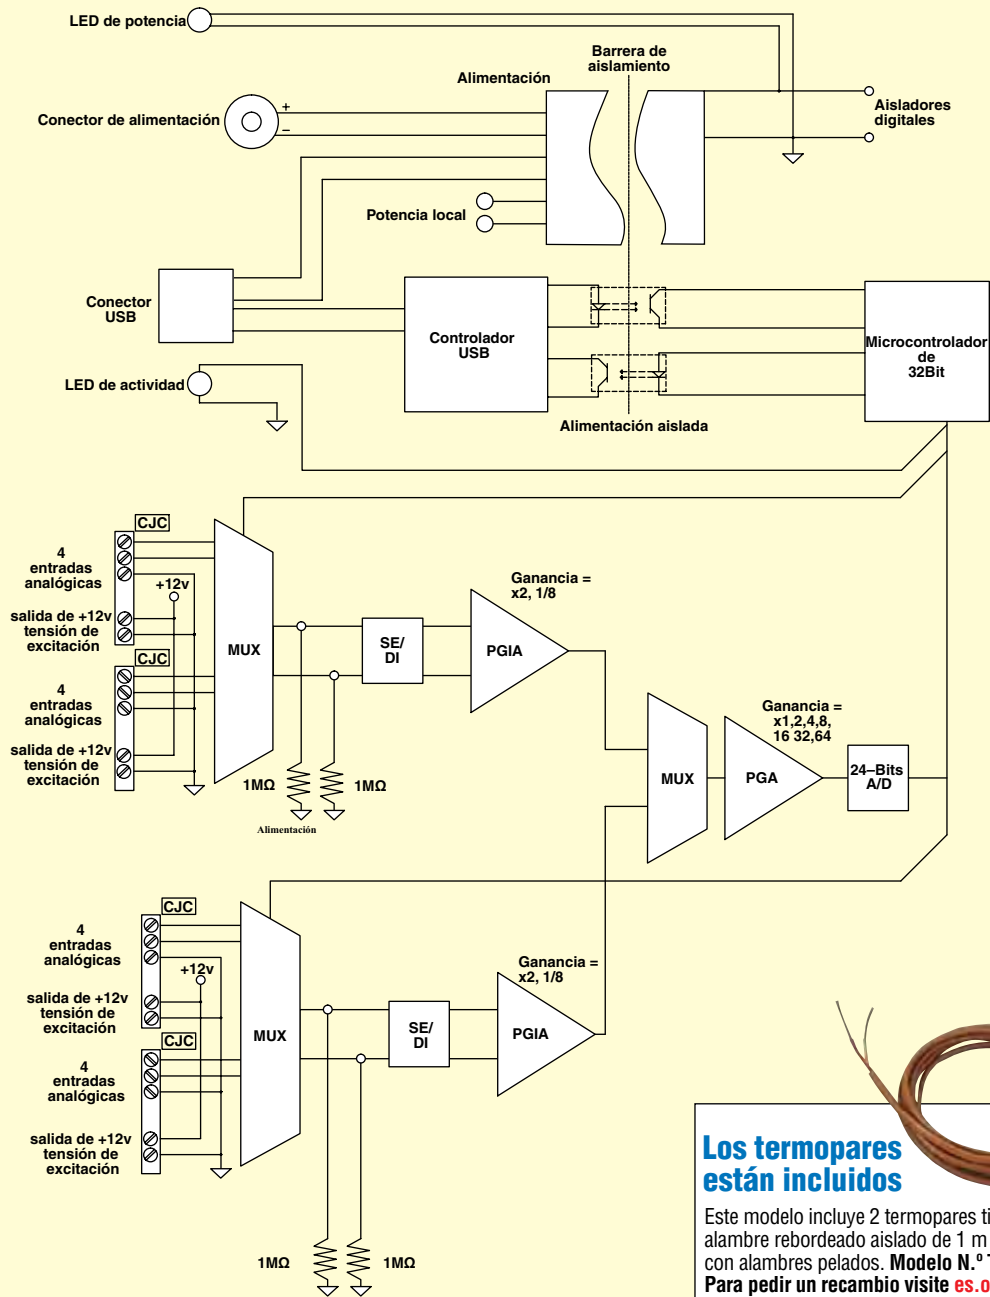 LED de potencia
Barrera de
aislamiento
Alimentación
Conector de alimentación
+
–
Aisladores
digitales
Potencia local
Conector
USB
Controlador
USB
Microcontrolador
de
32Bit
LED de actividad
Alimentación aislada
CJC
4
entradas
analógicas
+12v
salida de +12v
tensión de
excitación
CJC
4
entradas
analógicas
salida de +12v
tensión de
excitación
MUX
SE/
DI
Ganancia =
x2, 1/8
PGIA
1MΩ
1MΩ
Alimentación
MUX
Ganancia =
x1,2,4,8,
16 32,64
PGA
24–Bits
A/D
CJC
4
entradas
analógicas
+12v
salida de +12v
tensión de
excitación
CJC
4
entradas
analógicas
salida de +12v
tensión de
excitación
MUX
SE/
DI
Ganancia =
x2, 1/8
PGIA
1MΩ
1MΩ
Los termopares
están incluidos
Este modelo incluye 2 termopares ti
alambre rebordeado aislado de 1 m
con alambres pelados. Modelo N.º T
Para pedir un recambio visite es.o